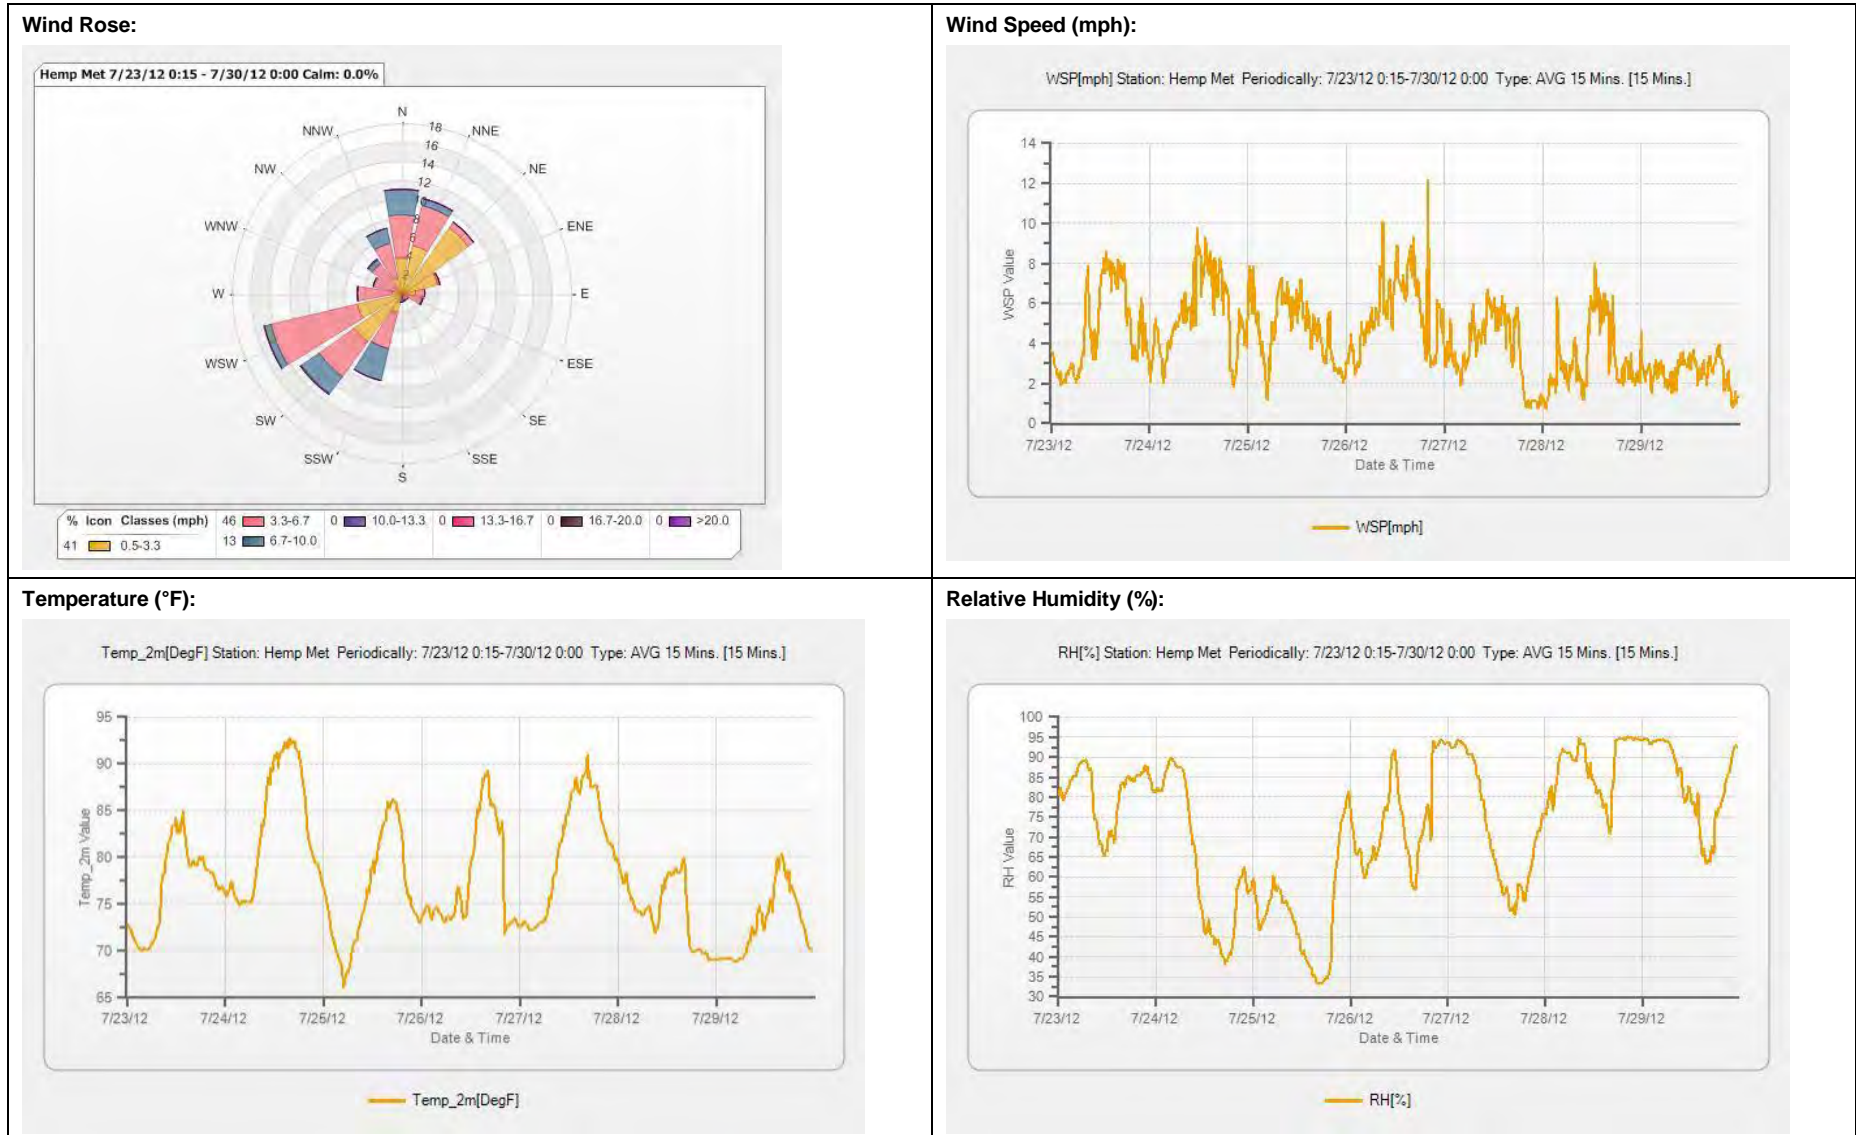 Wind Rose:
Hemp Met 7/23/12 0:15 - 7/30/12 0:00 Calm: 0.0%
N
NNE
NE
ENE
E
ESE
SE
SSE
S
SSW
SW
WSW
W
WNW
NW
NNW
18
16
14
12
10
8
6
4
2
% Icon Classes (mph) 46 3.3-6.7 0 10.0-13.3 0 13.3-16.7 0 16.7-20.0 0 >20.0
41 0.5-3.3 13 6.7-10.0
Wind Speed (mph):
WSP[mph] Station: Hemp Met Periodically: 7/23/12 0:15-7/30/12 0:00 Type: AVG 15 Mins. [15 Mins.]
14
12
10
8
6
4
2
0
WSP Value
7/23/12 7/24/12 7/25/12 7/26/12 7/27/12 7/28/12 7/29/12
Date & Time
WSP[mph]
Temperature (°F):
Temp_2m[DegF] Station: Hemp Met Periodically: 7/23/12 0:15-7/30/12 0:00 Type: AVG 15 Mins. [15 Mins.]
95
90
85
80
75
70
65
Temp_2m Value
7/23/12 7/24/12 7/25/12 7/26/12 7/27/12 7/28/12 7/29/12
Date & Time
Temp_2m[DegF]
Relative Humidity (%):
RH[%] Station: Hemp Met Periodically: 7/23/12 0:15-7/30/12 0:00 Type: AVG 15 Mins. [15 Mins.]
100
95
90
85
80
75
70
65
60
55
50
45
40
35
30
RH Value
7/23/12 7/24/12 7/25/12 7/26/12 7/27/12 7/28/12 7/29/12
Date & Time
RH[%]